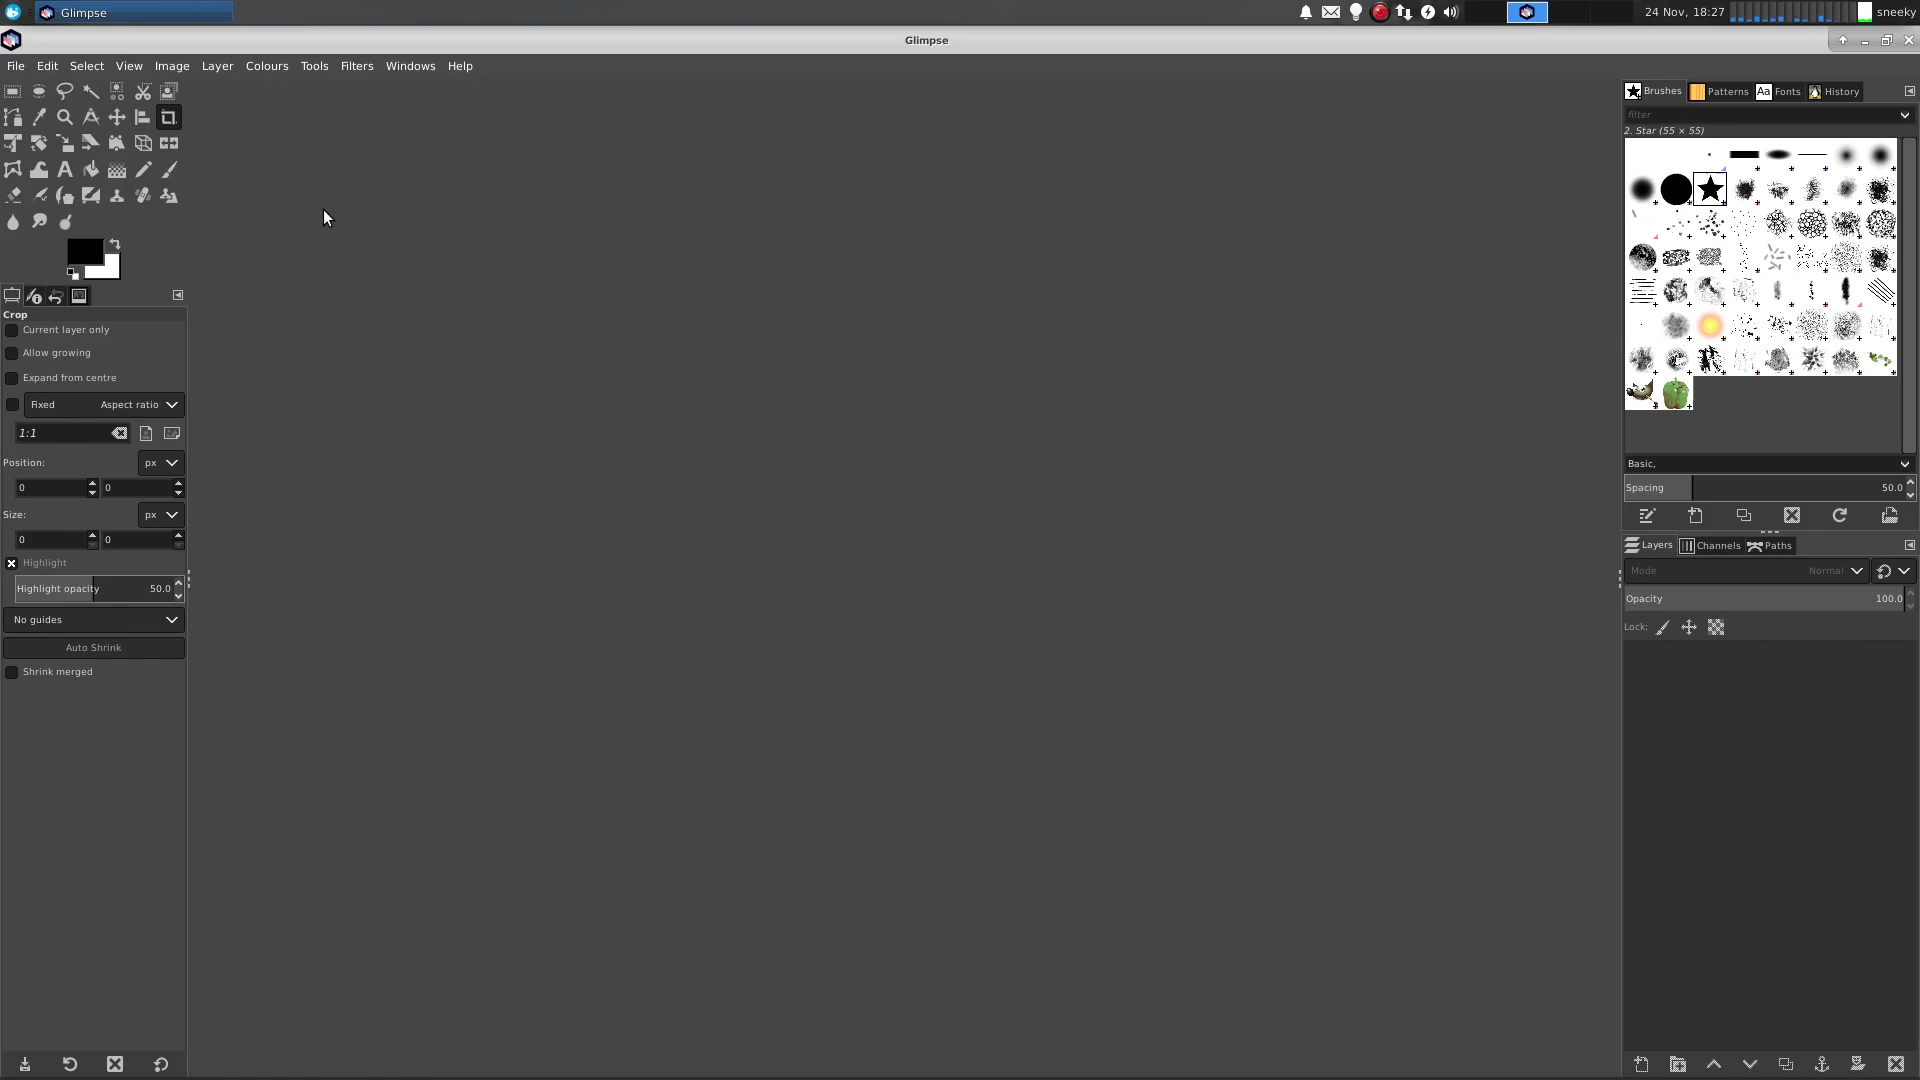 Glimpse
24 Nov, 18:27
sneeky
Glimpse
File Edit Select View Image Layer Colours Tools Filters Windows Help
Crop
Current layer only
Allow growing
Expand from centre
Fixed Aspect ratio
1:1
Position: px
0 0
Size: px
0 0
Highlight
Highlight opacity 50.0
No guides
Auto Shrink
Shrink merged
Brushes Patterns Aa Fonts History
filter
2. Star (55 × 55)
Basic,
Spacing 50.0
Layers Channels Paths
Mode Normal
Opacity 100.0
Lock: